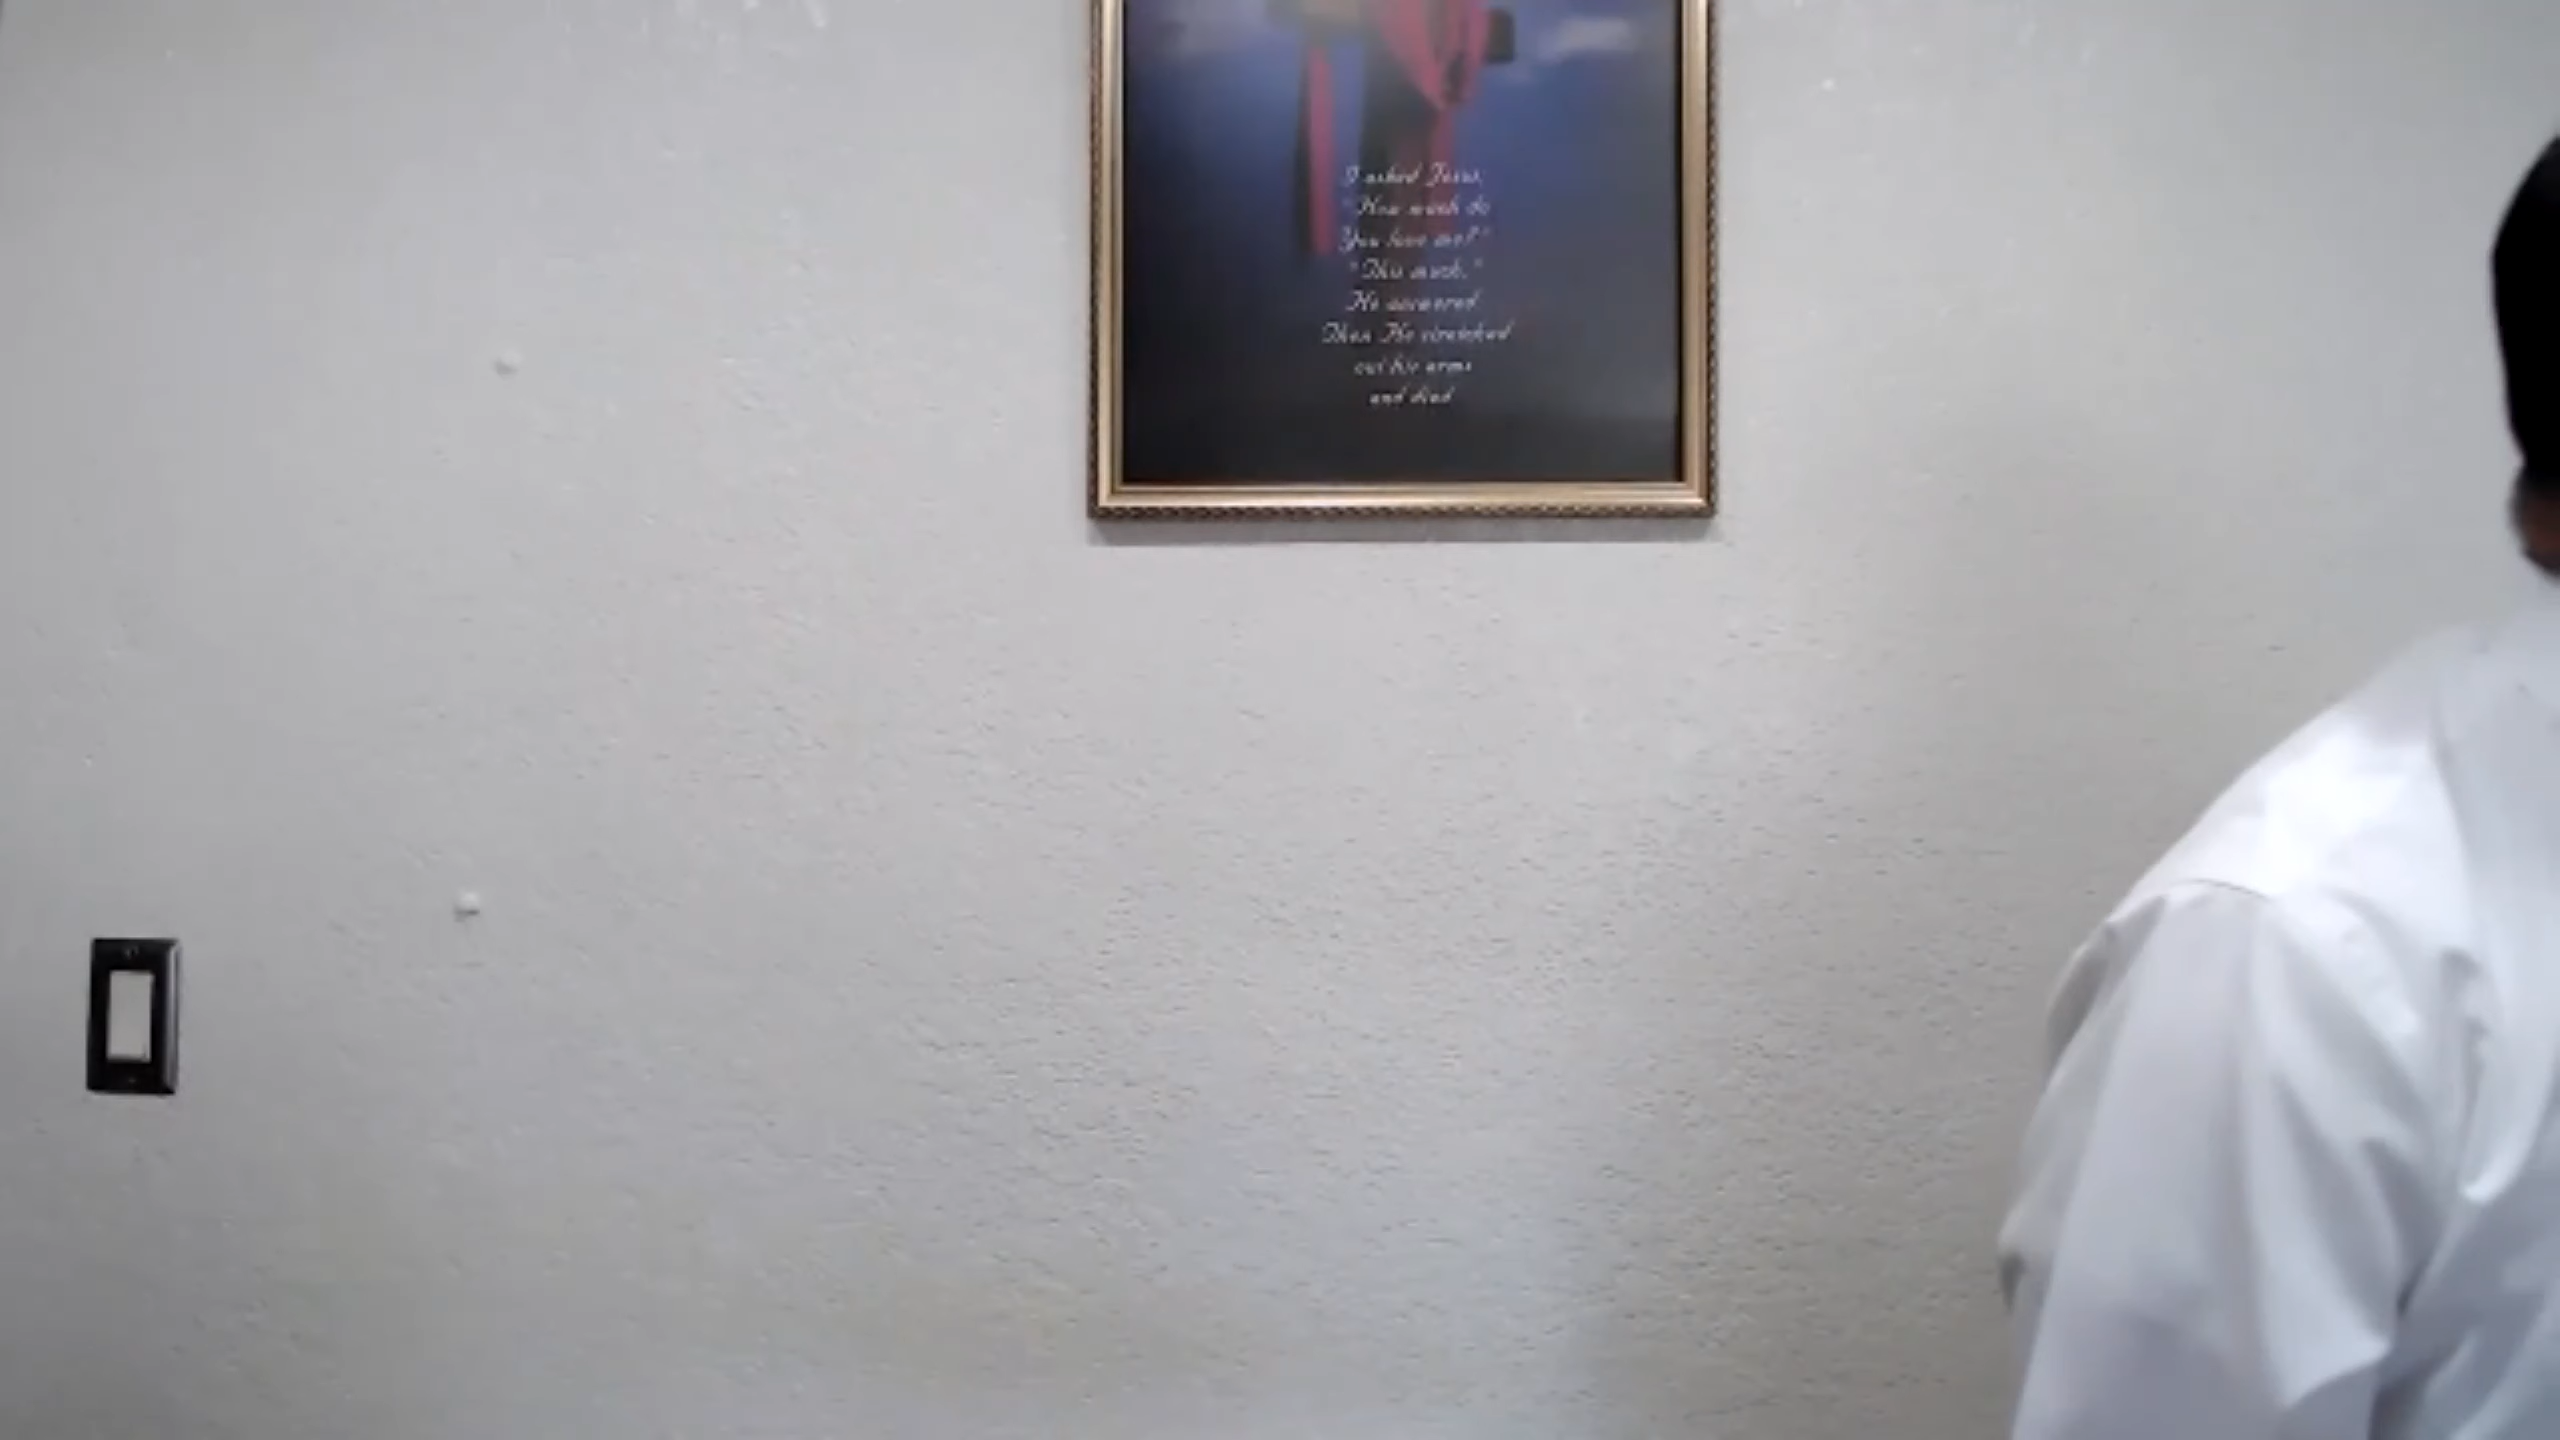 I asked Jesus,
"How much do
You love me?"
"This much,"
He answered.
Then He stretched
out his arms
and died